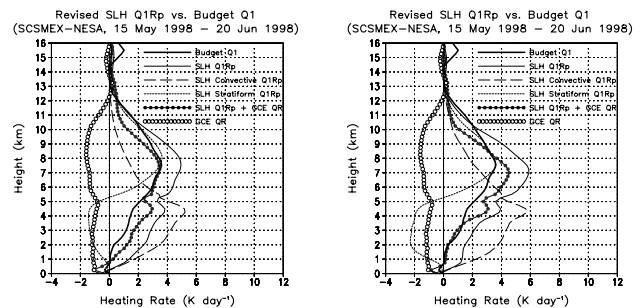 Revised SLH Q1Rp vs. Budget Q1
(SCSMEX-NESA, 15 May 1998 - 20 Jun 1998)
Height (km)
16
15
14
13
12
11
10
9
8
7
6
5
4
3
2
1
0
Budget Q1
SLH Q1Rp
SLH Convective Q1Rp
SLH Stratiform Q1Rp
SLH Q1Rp + GCE QR
GCE QR
-4 -2 0 2 4 6 8 10 12
Heating Rate (K day⁻¹)
Revised SLH Q1Rp vs. Budget Q1
(SCSMEX-NESA, 15 May 1998 - 20 Jun 1998)
Height (km)
16
15
14
13
12
11
10
9
8
7
6
5
4
3
2
1
0
Budget Q1
SLH Q1Rp
SLH Convective Q1Rp
SLH Stratiform Q1Rp
SLH Q1Rp + GCE QR
GCE QR
-4 -2 0 2 4 6 8 10 12
Heating Rate (K day⁻¹)